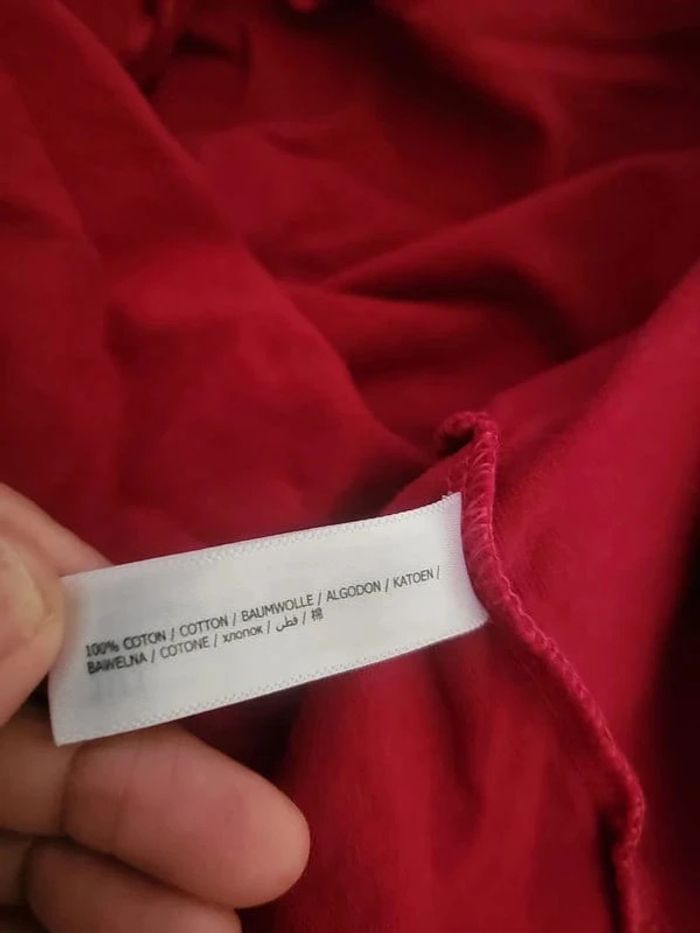 100% COTON / COTTON / BAUMWOLLE / ALGODON / KATOEN /
BAWELNA / COTONE / хлопок / قطن / 棉